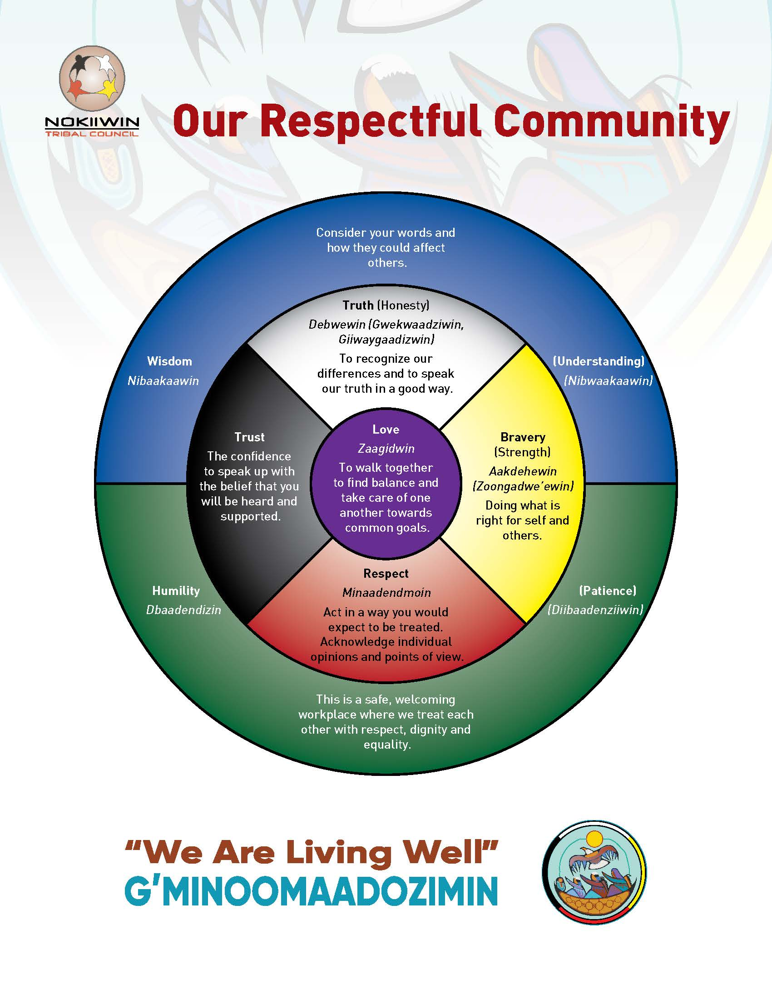 NOKIIWIN
TRIBAL COUNCIL
Our Respectful Community
Consider your words and
how they could affect
others.
Wisdom
Nibaakaawin
(Understanding)
(Nibwaakaawin)
Truth (Honesty)
Debwewin (Gwekwaadziwin,
Giiwaygaadizwin)
To recognize our
differences and to speak
our truth in a good way.
Trust
The confidence
to speak up with
the belief that you
will be heard and
supported.
Love
Zaagidwin
To walk together
to find balance and
take care of one
another towards
common goals.
Bravery
(Strength)
Aakdehewin
(Zoongadwe’ewin)
Doing what is
right for self and
others.
Respect
Minaadendmoin
Act in a way you would
expect to be treated.
Acknowledge individual
opinions and points of view.
Humility
Dbaadendizin
(Patience)
(Diibaadenziiwin)
This is a safe, welcoming
workplace where we treat each
other with respect, dignity and
equality.
“We Are Living Well”
G’MINOOMAADOZIMIN